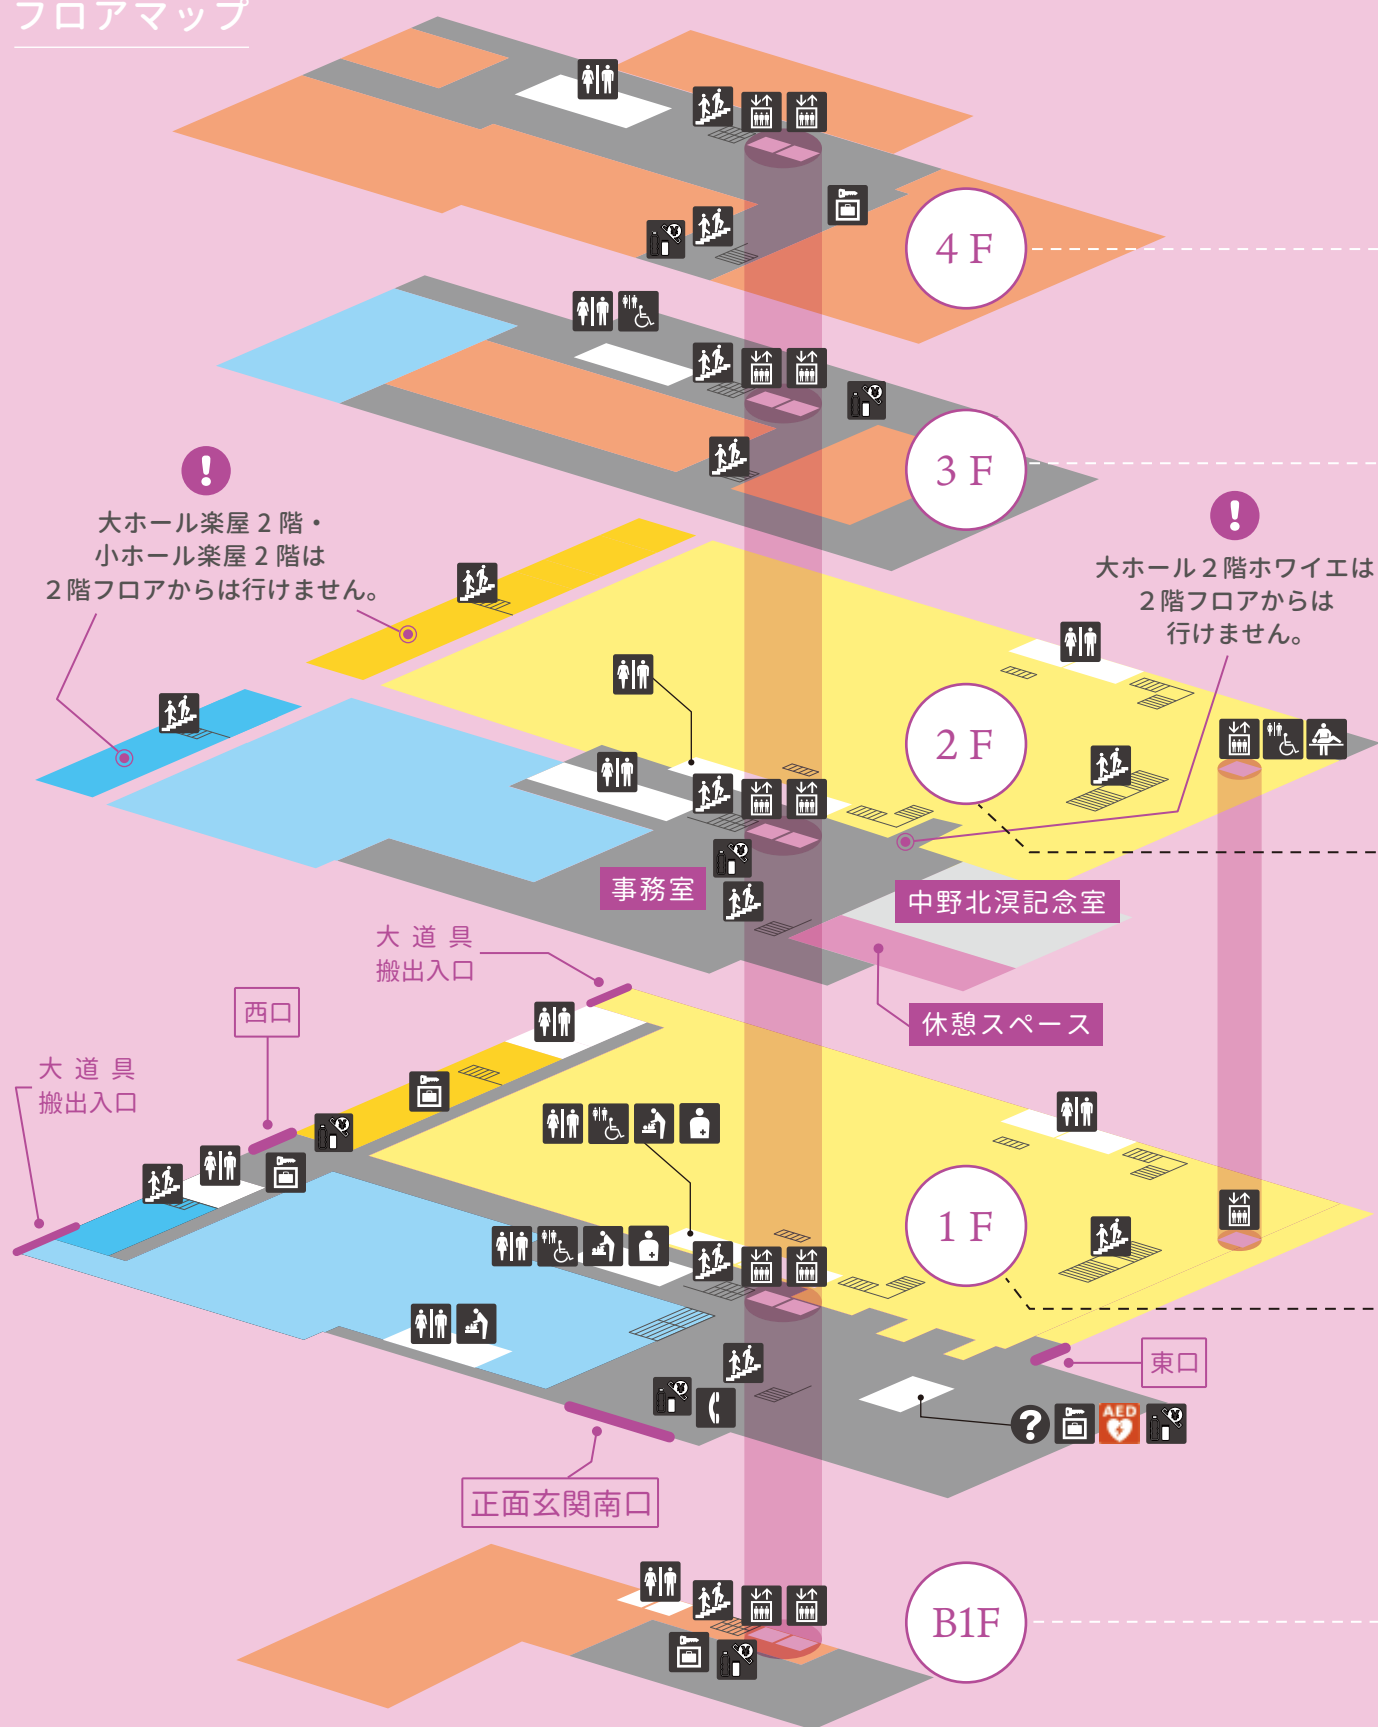 フロアマップ
4 F
3 F
大ホール楽屋 2 階・
小ホール楽屋 2 階は
2階フロアからは行けません。
大ホール2階ホワイエは
2階フロアからは
行けません。
2 F
事務室
中野北溟記念室
休憩スペース
大 道 具
搬出入口
西口
大 道 具
搬出入口
1 F
東口
AED
正面玄関南口
B1F